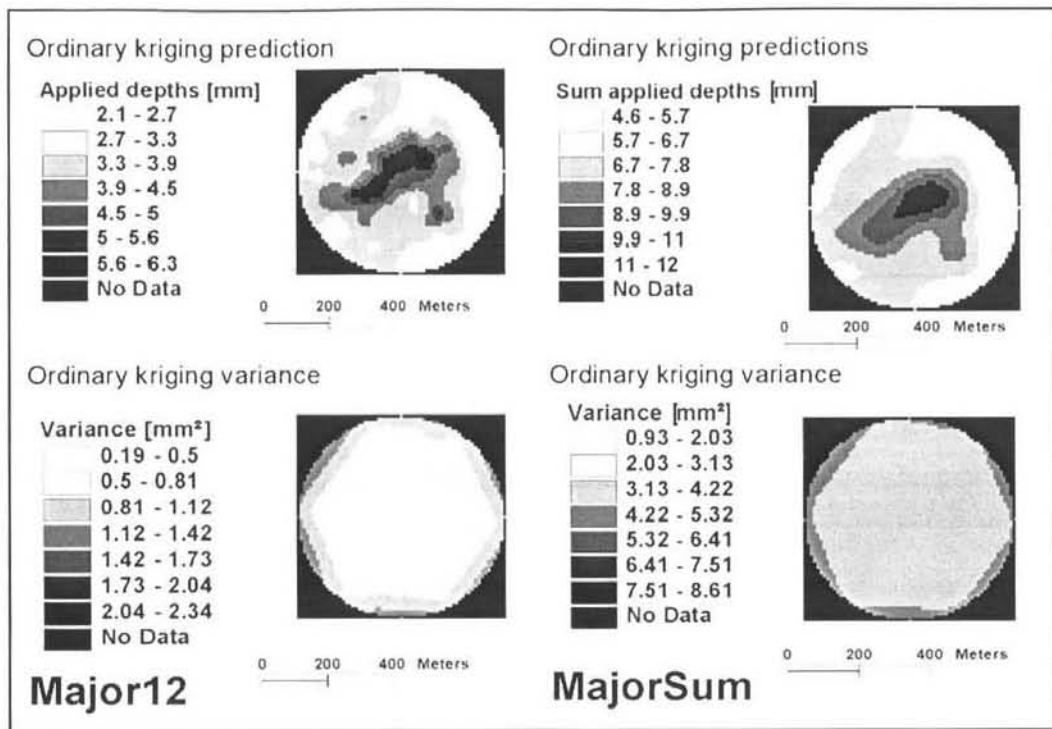 Ordinary kriging prediction
Applied depths [mm]
2.1 - 2.7
2.7 - 3.3
3.3 - 3.9
3.9 - 4.5
4.5 - 5
5 - 5.6
5.6 - 6.3
No Data
0 200 400 Meters
Ordinary kriging predictions
Sum applied depths [mm]
4.6 - 5.7
5.7 - 6.7
6.7 - 7.8
7.8 - 8.9
8.9 - 9.9
9.9 - 11
11 - 12
No Data
0 200 400 Meters
Ordinary kriging variance
Variance [mm²]
0.19 - 0.5
0.5 - 0.81
0.81 - 1.12
1.12 - 1.42
1.42 - 1.73
1.73 - 2.04
2.04 - 2.34
No Data
0 200 400 Meters
Major12
Ordinary kriging variance
Variance [mm²]
0.93 - 2.03
2.03 - 3.13
3.13 - 4.22
4.22 - 5.32
5.32 - 6.41
6.41 - 7.51
7.51 - 8.61
No Data
0 200 400 Meters
MajorSum